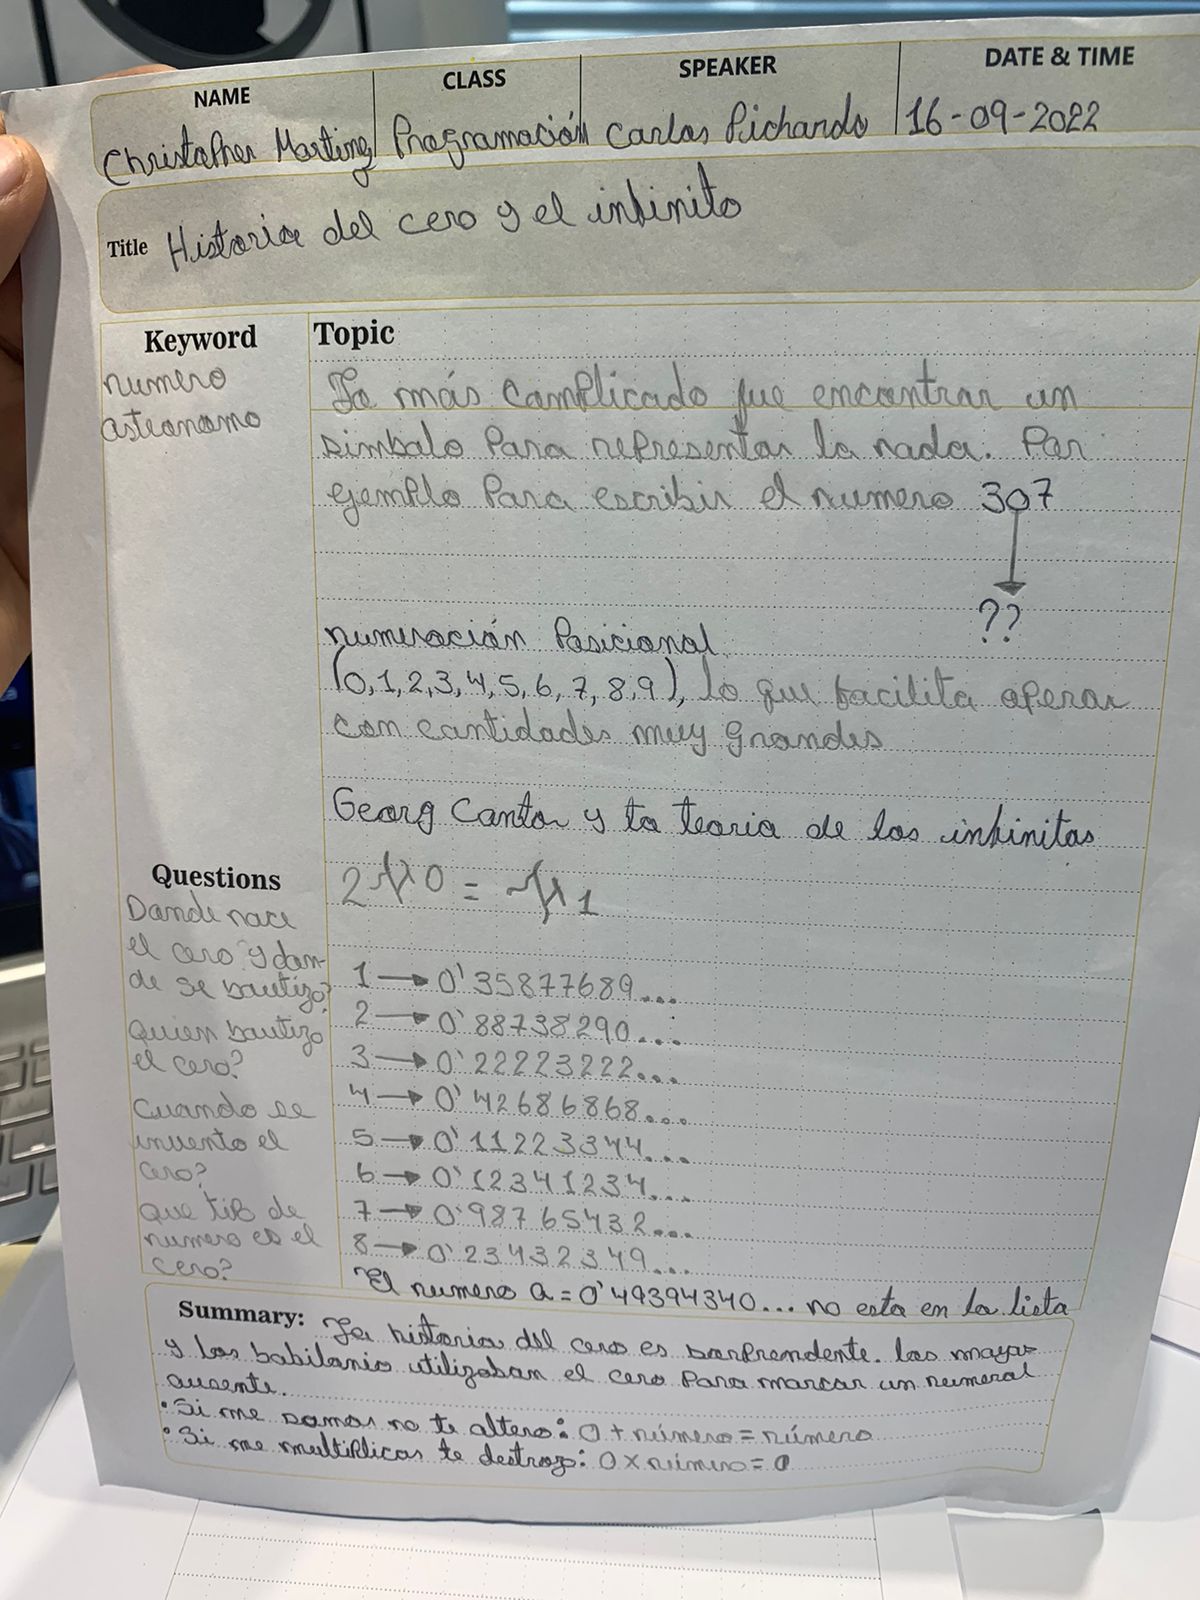 NAME CLASS SPEAKER DATE & TIME
Christopher Martinez Programación Carlos Pichardo 16-09-2022
Title Historia del cero y el infinito
Keyword
numero
astronomo
Topic
Lo más complicado fue encontrar un
simbolo Para representar la nada. Por
ejemplo Para escribir el numero 307
??
numeración Posicional
(0,1,2,3,4,5,6,7,8,9), lo que facilita operar
con cantidades muy grandes
Georg Cantor y la teoria de los infinitos
2ℵ0 = ℵ1
1 → 0'35877689...
2 → 0'88738290...
3 → 0'22223222...
4 → 0'42686868...
5 → 0'11223344...
6 → 0'12341234...
7 → 0'98765432...
8 → 0'23432349...
El numero a = 0'49394340... no esta en la lista
Questions
Donde nace
el cero y don-
de se bautizo?
Quien bautizo
el cero?
Cuando se
invento el
cero?
que tipo de
numero es el
cero?
Summary: La historia del cero es sorprendente. los mayas
y los babilonio utilizaban el cero Para marcar un numeral
ausente.
• Si me somas no te altero: 0 + número = número
• Si me multiplicas te destrozo: 0 x número = 0